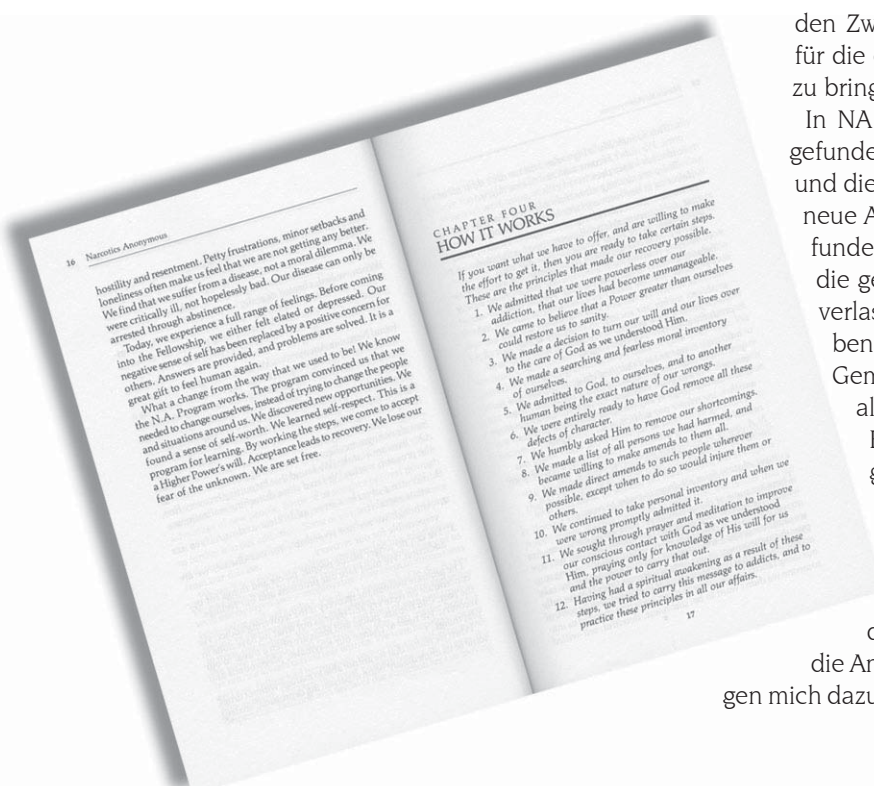 16 Narcotics Anonymous
hostility and resentment. Petty frustrations, minor setbacks and
loneliness often make us feel that we are not getting any better.
We find that we suffer from a disease, not a moral dilemma. We
were critically ill, not hopelessly bad. Our disease can only be
arrested through abstinence.
Today, we experience a full range of feelings. Before coming
into the Fellowship, we either felt elated or depressed. Our
negative sense of self has been replaced by a positive concern for
others. Answers are provided, and problems are solved. It is a
great gift to feel human again.
What a change from the way that we used to be! We know
the N.A. Program works. The program convinced us that we
needed to change ourselves, instead of trying to change the people
and situations around us. We discovered new opportunities. We
found a sense of self-worth. We learned self-respect. This is a
program for learning. By working the steps, we come to accept
a Higher Power's will. Acceptance leads to recovery. We lose our
fear of the unknown. We are set free.
CHAPTER FOUR
HOW IT WORKS
If you want what we have to offer, and are willing to make
the effort to get it, then you are ready to take certain steps.
These are the principles that made our recovery possible.
1. We admitted that we were powerless over our
addiction, that our lives had become unmanageable.
2. We came to believe that a Power greater than ourselves
could restore us to sanity.
3. We made a decision to turn our will and our lives over
to the care of God as we understood Him.
4. We made a searching and fearless moral inventory
of ourselves.
5. We admitted to God, to ourselves, and to another
human being the exact nature of our wrongs.
6. We were entirely ready to have God remove all these
defects of character.
7. We humbly asked Him to remove our shortcomings.
8. We made a list of all persons we had harmed, and
became willing to make amends to them all.
9. We made direct amends to such people wherever
possible, except when to do so would injure them or
others.
10. We continued to take personal inventory and when we
were wrong promptly admitted it.
11. We sought through prayer and meditation to improve
our conscious contact with God as we understood
Him, praying only for knowledge of His will for us
and the power to carry that out.
12. Having had a spiritual awakening as a result of these
steps, we tried to carry this message to addicts, and to
practice these principles in all our affairs.
17
den Zw
für die
zu bring
In NA
gefunde
und die
neue A
funde
die ge
verlas
ben
Gen
al
g
die Ar
gen mich dazu